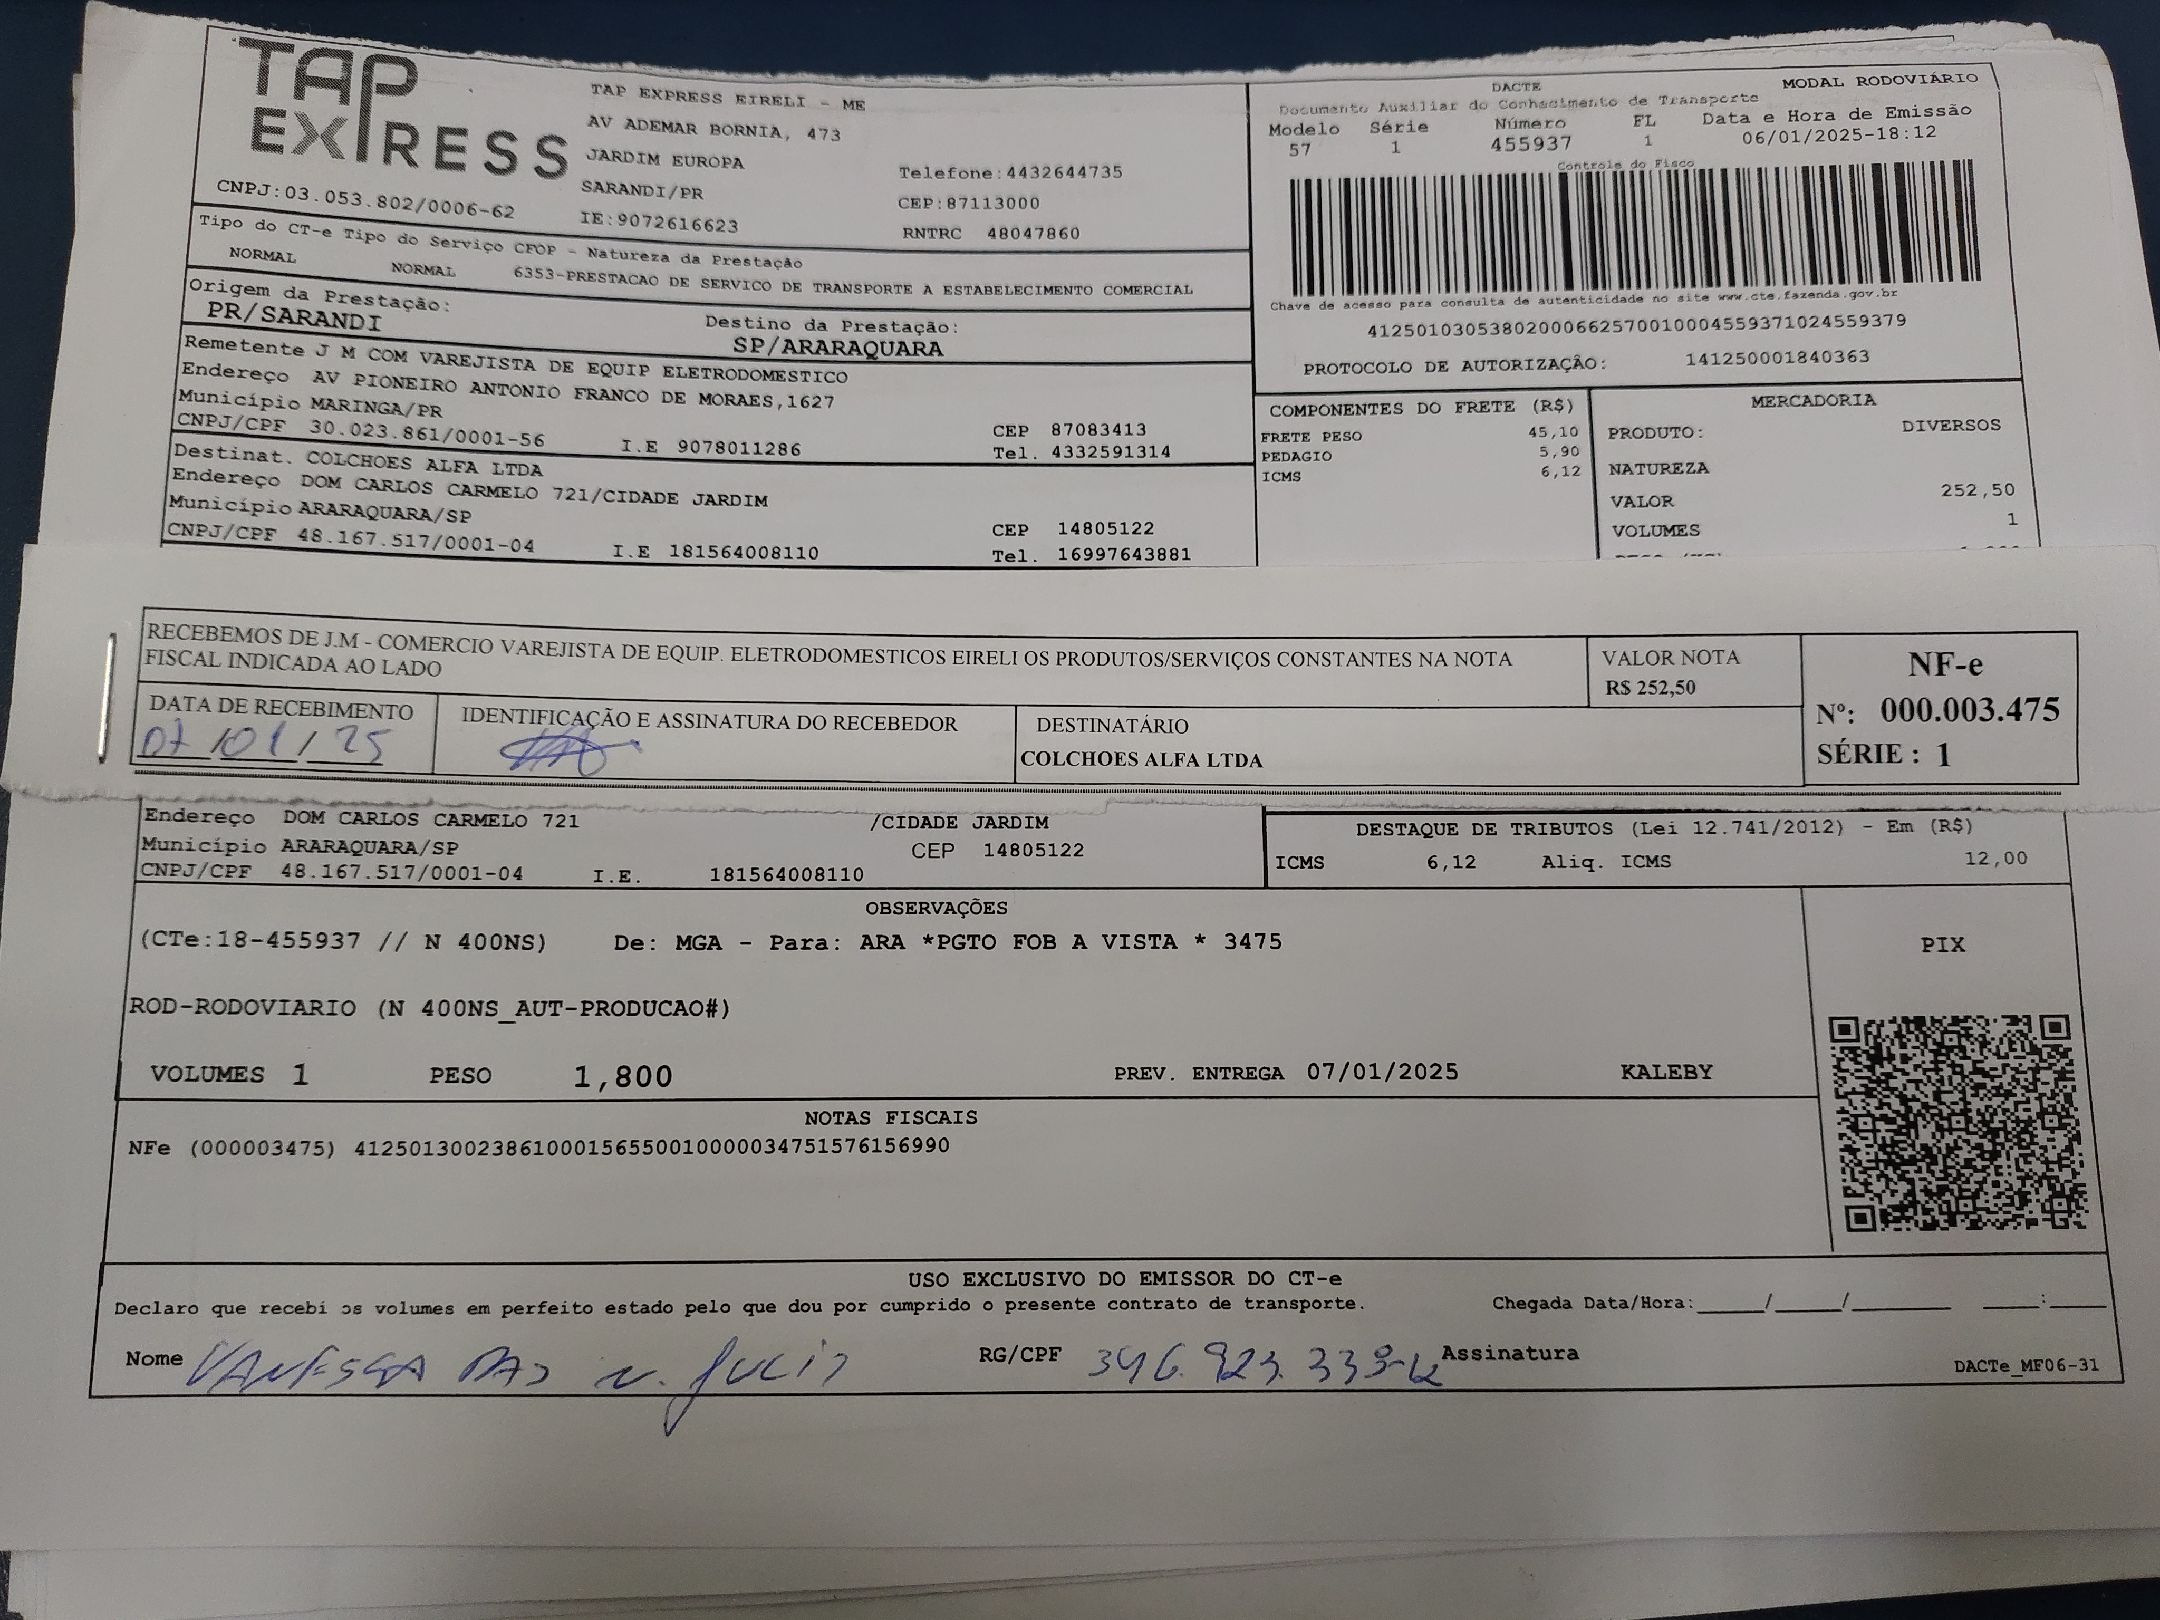 TAP
EXPRESS
CNPJ:03.053.802/0006-62
TAP EXPRESS EIRELI - ME
AV ADEMAR BORNIA, 473
JARDIM EUROPA
SARANDI/PR
IE:9072616623
Telefone:4432644735
CEP:87113000
RNTRC 48047860
DACTE
MODAL RODOVIÁRIO
Documento Auxiliar do Conhecimento de Transporte
Modelo Série Número FL Data e Hora de Emissão
57 1 455937 1 06/01/2025-18:12
Controle do Fisco
Chave de acesso para consulta de autenticidade no site www.cte.fazenda.gov.br
41250103053802000662570010004559371024559379
PROTOCOLO DE AUTORIZAÇÃO: 141250001840363
Tipo do CT-e Tipo do Serviço CFOP - Natureza da Prestação
NORMAL NORMAL 6353-PRESTACAO DE SERVICO DE TRANSPORTE A ESTABELECIMENTO COMERCIAL
Origem da Prestação: Destino da Prestação:
PR/SARANDI SP/ARARAQUARA
Remetente J M COM VAREJISTA DE EQUIP ELETRODOMESTICO
Endereço AV PIONEIRO ANTONIO FRANCO DE MORAES,1627
Município MARINGA/PR CEP 87083413
CNPJ/CPF 30.023.861/0001-56 I.E 9078011286 Tel. 4332591314
Destinat. COLCHOES ALFA LTDA
Endereço DOM CARLOS CARMELO 721/CIDADE JARDIM
Município ARARAQUARA/SP CEP 14805122
CNPJ/CPF 48.167.517/0001-04 I.E 181564008110 Tel. 16997643881
COMPONENTES DO FRETE (R$)
FRETE PESO 45,10
PEDAGIO 5,90
ICMS 6,12
MERCADORIA
PRODUTO: DIVERSOS
NATUREZA
VALOR 252,50
VOLUMES 1
RECEBEMOS DE J.M - COMERCIO VAREJISTA DE EQUIP. ELETRODOMESTICOS EIRELI OS PRODUTOS/SERVIÇOS CONSTANTES NA NOTA
FISCAL INDICADA AO LADO
VALOR NOTA
R$ 252,50
NF-e
Nº: 000.003.475
SÉRIE : 1
DATA DE RECEBIMENTO
07/01/25
IDENTIFICAÇÃO E ASSINATURA DO RECEBEDOR
DESTINATÁRIO
COLCHOES ALFA LTDA
Endereço DOM CARLOS CARMELO 721 /CIDADE JARDIM
Município ARARAQUARA/SP CEP 14805122
CNPJ/CPF 48.167.517/0001-04 I.E. 181564008110
DESTAQUE DE TRIBUTOS (Lei 12.741/2012) - Em (R$)
ICMS 6,12 Aliq. ICMS 12,00
OBSERVAÇÕES
(CTe:18-455937 // N 400NS) De: MGA - Para: ARA *PGTO FOB A VISTA * 3475
ROD-RODOVIARIO (N 400NS_AUT-PRODUCAO#)
VOLUMES 1 PESO 1,800 PREV. ENTREGA 07/01/2025 KALEBY
PIX
NOTAS FISCAIS
NFe (000003475) 41250130023861000156550010000034751576156990
USO EXCLUSIVO DO EMISSOR DO CT-e
Declaro que recebi os volumes em perfeito estado pelo que dou por cumprido o presente contrato de transporte. Chegada Data/Hora:____/____/______ ___:___
Nome VANESSA RG/CPF Assinatura
DACTe_MF06-31